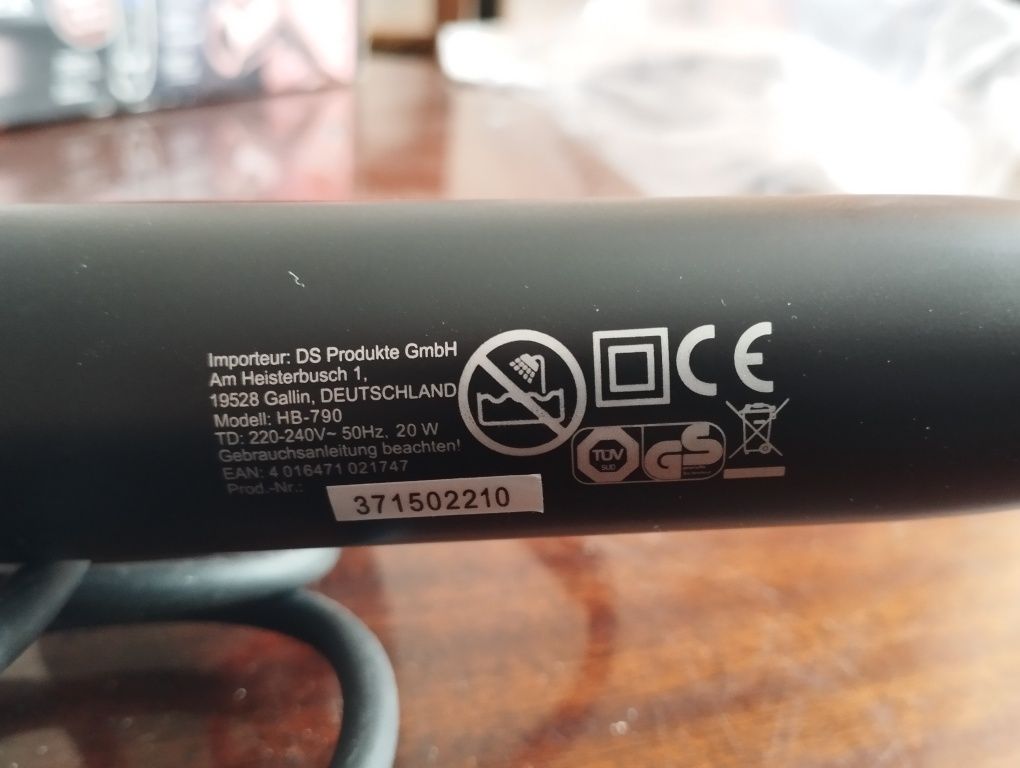 Importeur: DS Produkte GmbH
Am Heisterbusch 1,
19528 Gallin, DEUTSCHLAND
Modell: HB-790
TD: 220-240V~ 50Hz, 20 W
Gebrauchsanleitung beachten!
EAN: 4 016471 021747
Prod.-Nr.:
371502210
CE
TÜV
SÜD
GS